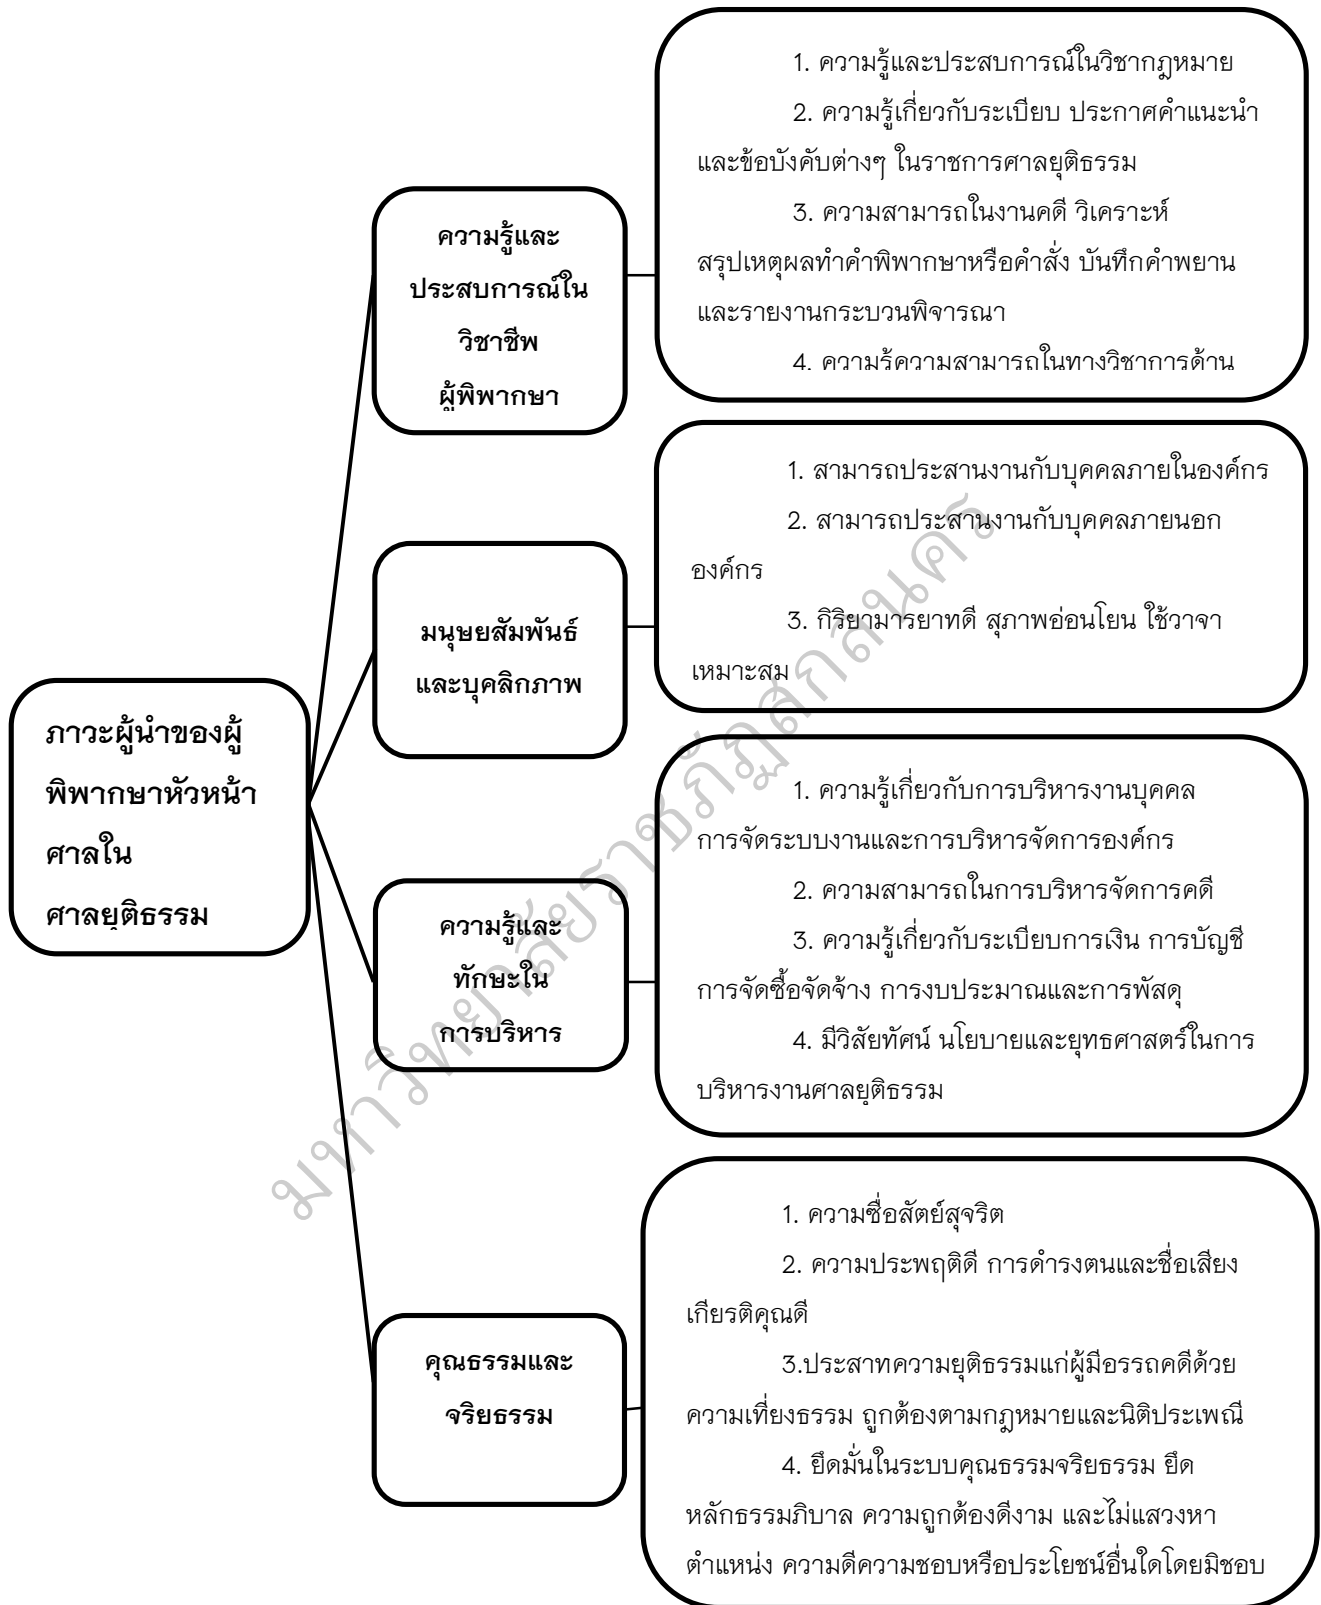 ภาวะผู้นำของผู้
พิพากษาหัวหน้า
ศาลใน
ศาลยุติธรรม
ความรู้และ
ประสบการณ์ใน
วิชาชีพ
ผู้พิพากษา
1. ความรู้และประสบการณ์ในวิชากฎหมาย
2. ความรู้เกี่ยวกับระเบียบ ประกาศคำแนะนำ
และข้อบังคับต่างๆ ในราชการศาลยุติธรรม
3. ความสามารถในงานคดี วิเคราะห์
สรุปเหตุผลทำคำพิพากษาหรือคำสั่ง บันทึกคำพยาน
และรายงานกระบวนพิจารณา
4. ความรู้ความสามารถในทางวิชาการด้าน
มนุษยสัมพันธ์
และบุคลิกภาพ
1. สามารถประสานงานกับบุคคลภายในองค์กร
2. สามารถประสานงานกับบุคคลภายนอก
องค์กร
3. กิริยามารยาทดี สุภาพอ่อนโยน ใช้วาจา
เหมาะสม
ความรู้และ
ทักษะใน
การบริหาร
1. ความรู้เกี่ยวกับการบริหารงานบุคคล
การจัดระบบงานและการบริหารจัดการองค์กร
2. ความสามารถในการบริหารจัดการคดี
3. ความรู้เกี่ยวกับระเบียบการเงิน การบัญชี
การจัดซื้อจัดจ้าง การงบประมาณและการพัสดุ
4. มีวิสัยทัศน์ นโยบายและยุทธศาสตร์ในการ
บริหารงานศาลยุติธรรม
คุณธรรมและ
จริยธรรม
1. ความซื่อสัตย์สุจริต
2. ความประพฤติดี การดำรงตนและชื่อเสียง
เกียรติคุณดี
3.ประสาทความยุติธรรมแก่ผู้มีอรรถคดีด้วย
ความเที่ยงธรรม ถูกต้องตามกฎหมายและนิติประเพณี
4. ยึดมั่นในระบบคุณธรรมจริยธรรม ยึด
หลักธรรมภิบาล ความถูกต้องดีงาม และไม่แสวงหา
ตำแหน่ง ความดีความชอบหรือประโยชน์อื่นใดโดยมิชอบ
มหาวิทยาลัยราชภัฏสกลนคร